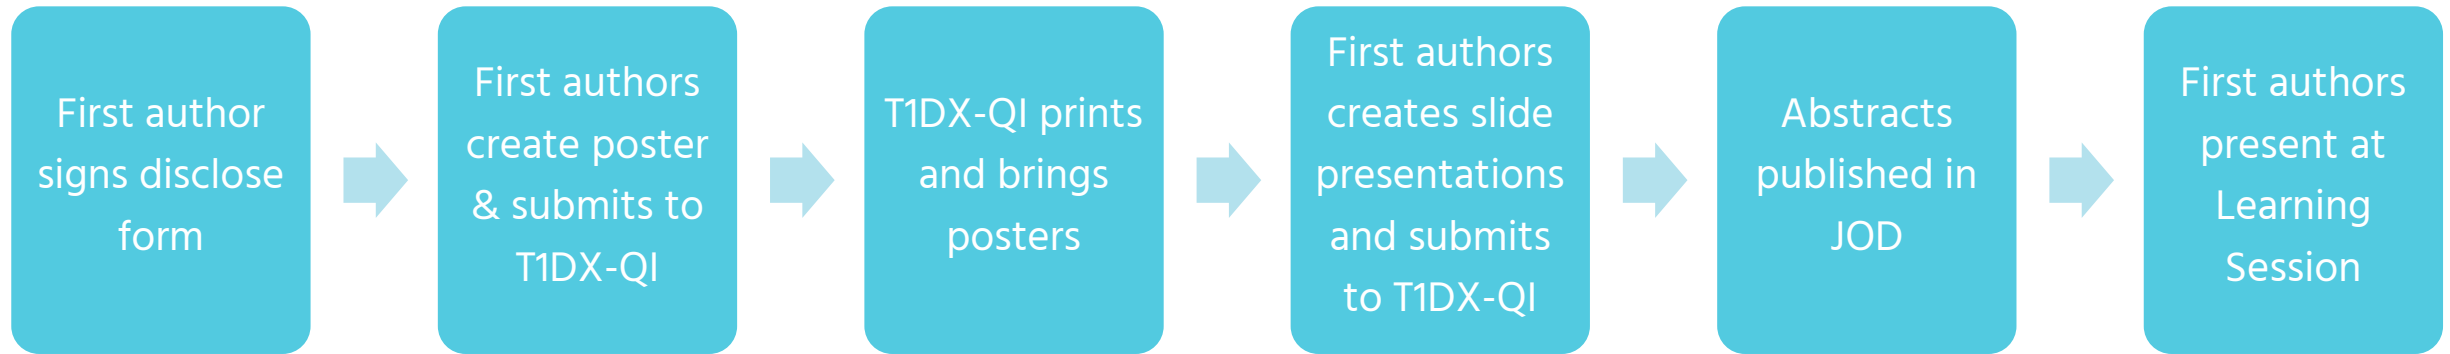 First author
signs disclose
form
First authors
create poster
& submits to
T1DX-QI
T1DX-QI prints
and brings
posters
First authors
creates slide
presentations
and submits
to T1DX-QI
Abstracts
published in
JOD
First authors
present at
Learning
Session